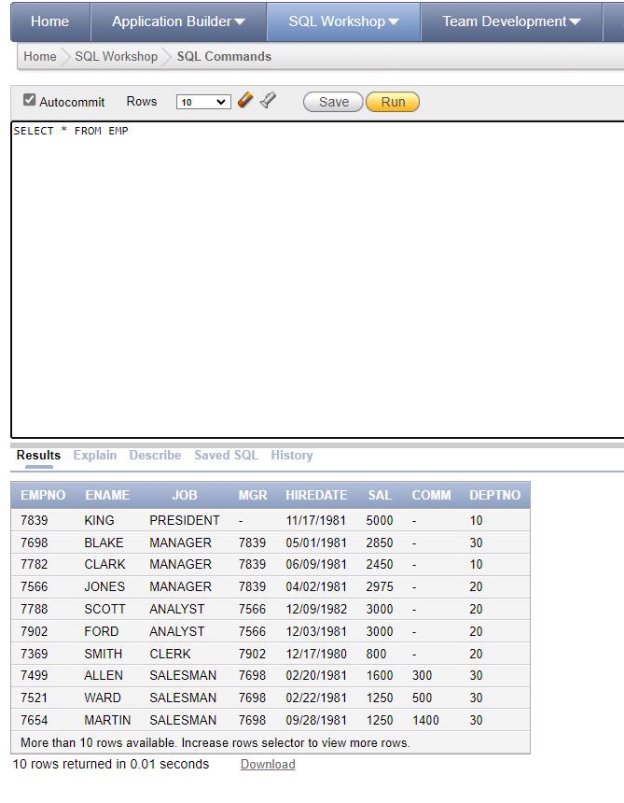 Home Application Builder SQL Workshop Team Development
Home SQL Workshop SQL Commands
Autocommit Rows 10 Save Run
SELECT * FROM EMP
Results Explain Describe Saved SQL History
EMPNO ENAME JOB MGR HIREDATE SAL COMM DEPTNO
7839 KING PRESIDENT - 11/17/1981 5000 - 10
7698 BLAKE MANAGER 7839 05/01/1981 2850 - 30
7782 CLARK MANAGER 7839 06/09/1981 2450 - 10
7566 JONES MANAGER 7839 04/02/1981 2975 - 20
7788 SCOTT ANALYST 7566 12/09/1982 3000 - 20
7902 FORD ANALYST 7566 12/03/1981 3000 - 20
7369 SMITH CLERK 7902 12/17/1980 800 - 20
7499 ALLEN SALESMAN 7698 02/20/1981 1600 300 30
7521 WARD SALESMAN 7698 02/22/1981 1250 500 30
7654 MARTIN SALESMAN 7698 09/28/1981 1250 1400 30
More than 10 rows available. Increase rows selector to view more rows.
10 rows returned in 0.01 seconds Download